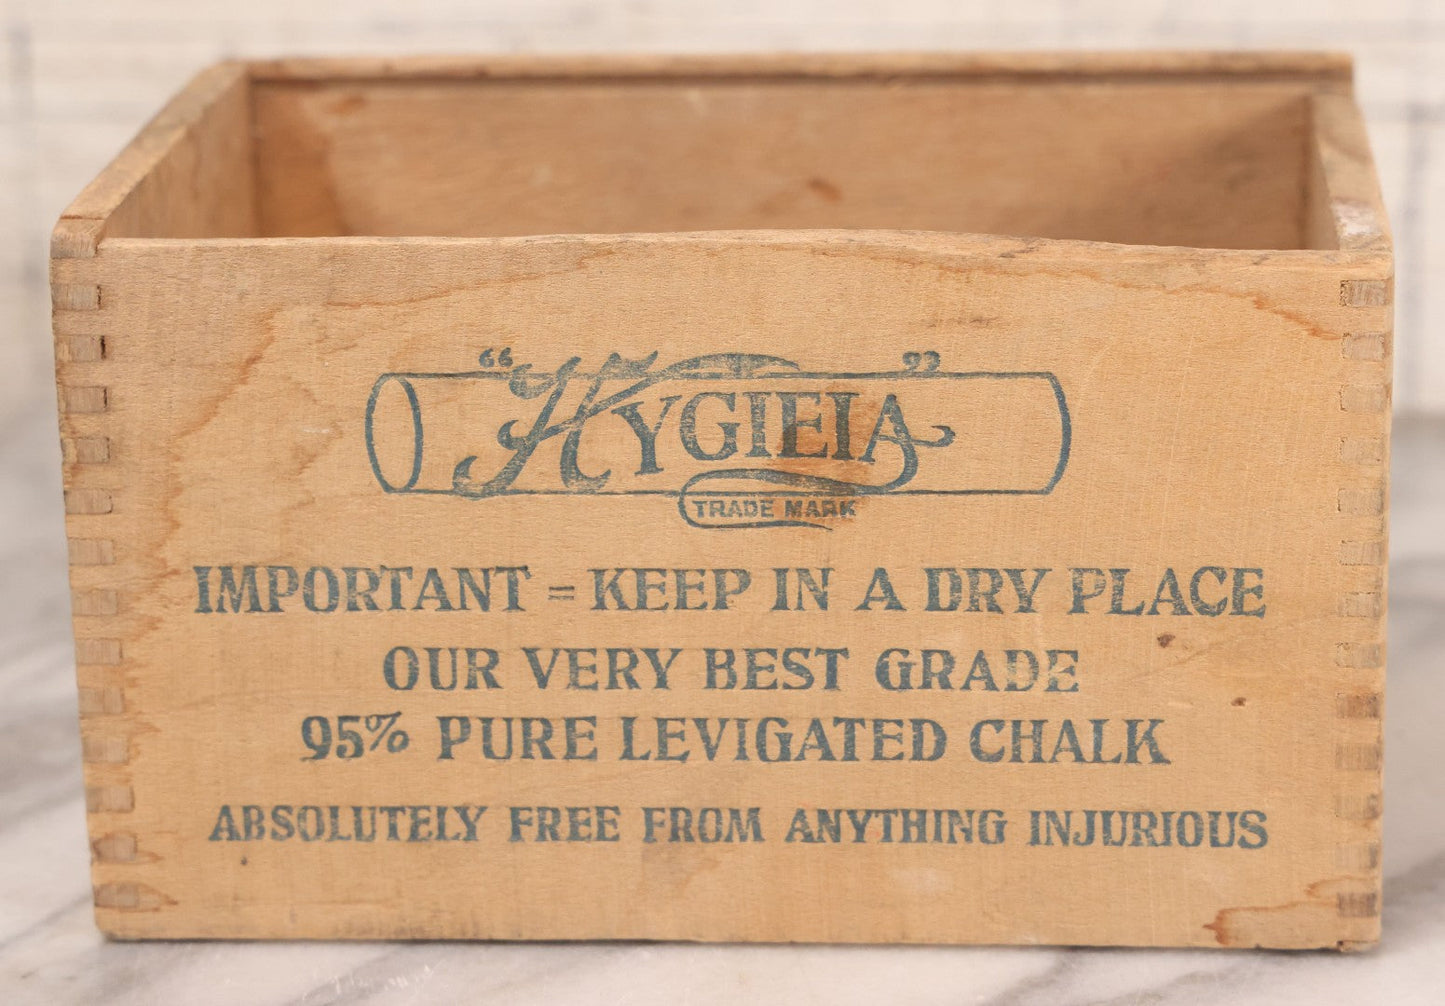 “HYGIEIA”
TRADE MARK
IMPORTANT = KEEP IN A DRY PLACE
OUR VERY BEST GRADE
95% PURE LEVIGATED CHALK
ABSOLUTELY FREE FROM ANYTHING INJURIOUS